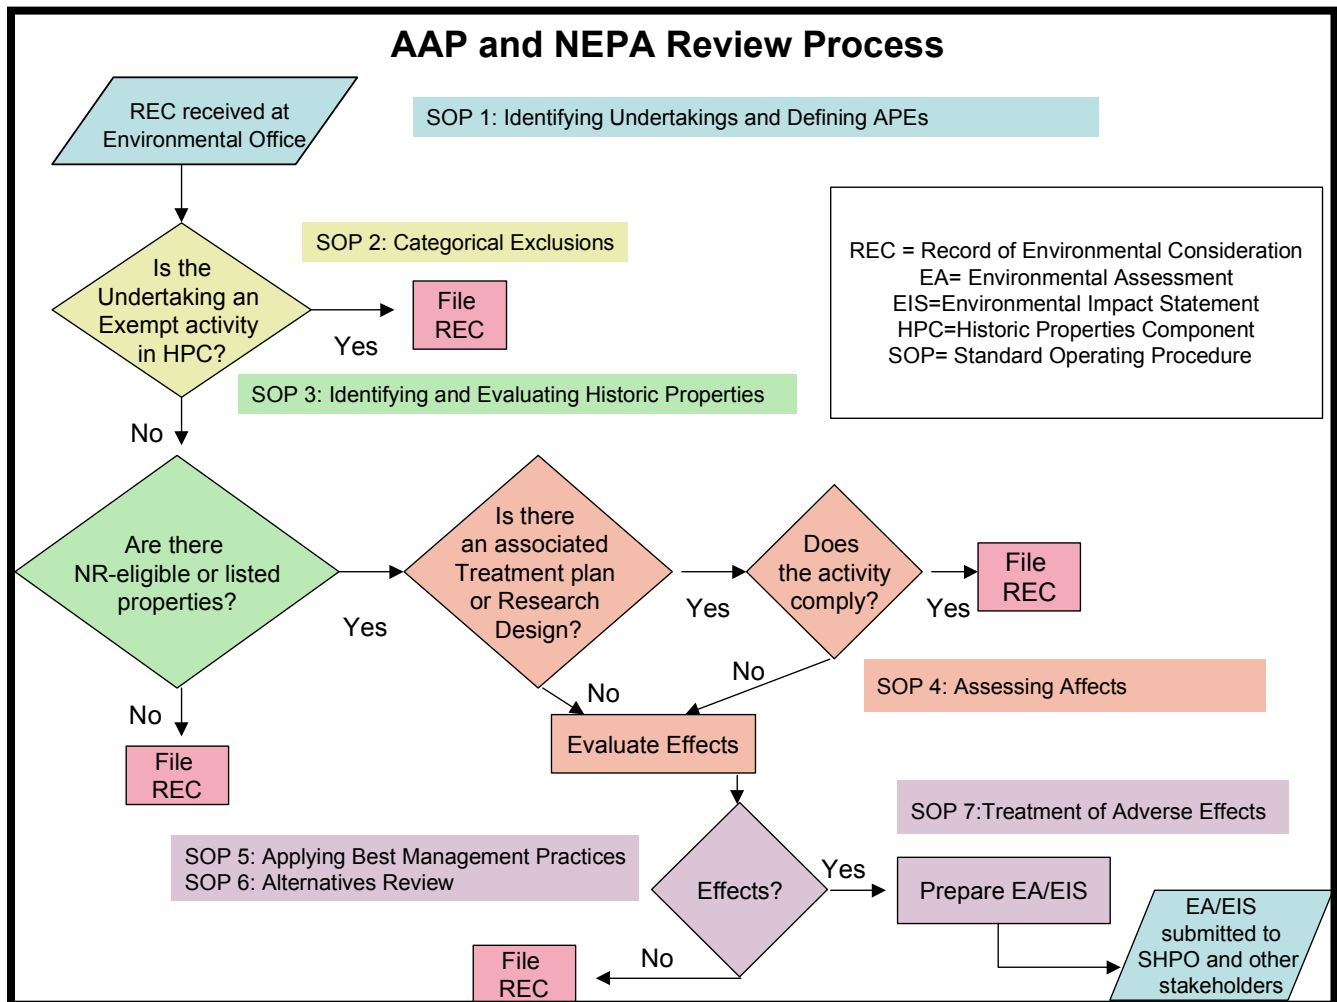 AAP and NEPA Review Process
REC received at
Environmental Office
SOP 1: Identifying Undertakings and Defining APEs
REC = Record of Environmental Consideration
EA= Environmental Assessment
EIS=Environmental Impact Statement
HPC=Historic Properties Component
SOP= Standard Operating Procedure
SOP 2: Categorical Exclusions
Is the
Undertaking an
Exempt activity
in HPC?
Yes
File
REC
SOP 3: Identifying and Evaluating Historic Properties
No
Are there
NR-eligible or listed
properties?
Yes
Is there
an associated
Treatment plan
or Research
Design?
Yes
Does
the activity
comply?
Yes
File
REC
No
File
REC
No
No
SOP 4: Assessing Affects
Evaluate Effects
SOP 7:Treatment of Adverse Effects
SOP 5: Applying Best Management Practices
SOP 6: Alternatives Review
Effects?
Yes
Prepare EA/EIS
EA/EIS
submitted to
SHPO and other
stakeholders
No
File
REC